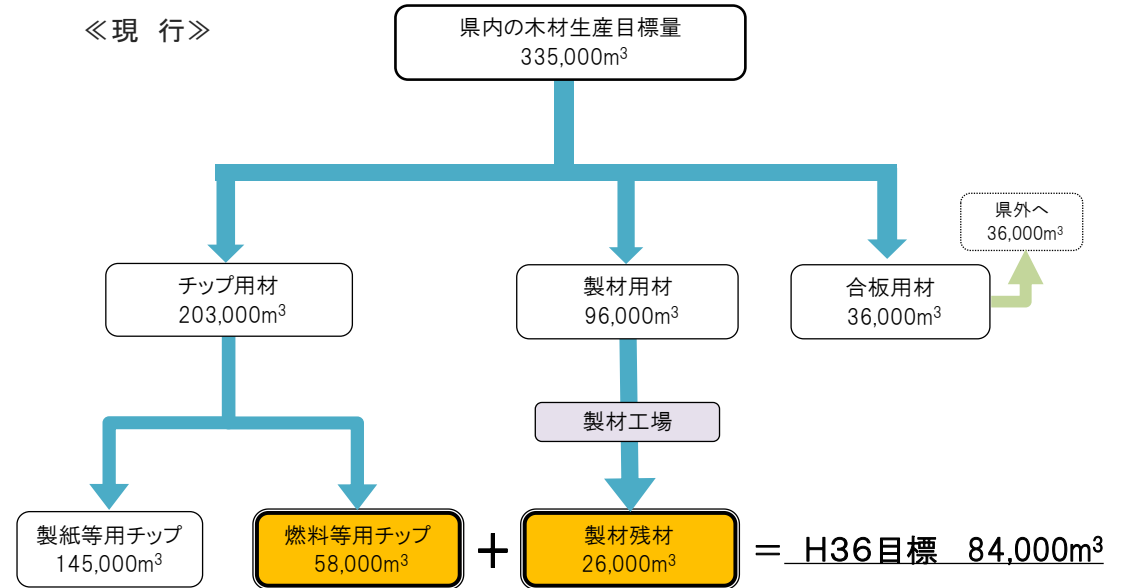 ≪現 行≫
県内の木材生産目標量
335,000m³
県外へ
36,000m³
チップ用材
203,000m³
製材用材
96,000m³
合板用材
36,000m³
製材工場
製紙等用チップ
145,000m³
燃料等用チップ
58,000m³
+
製材残材
26,000m³
= H36目標 84,000m³